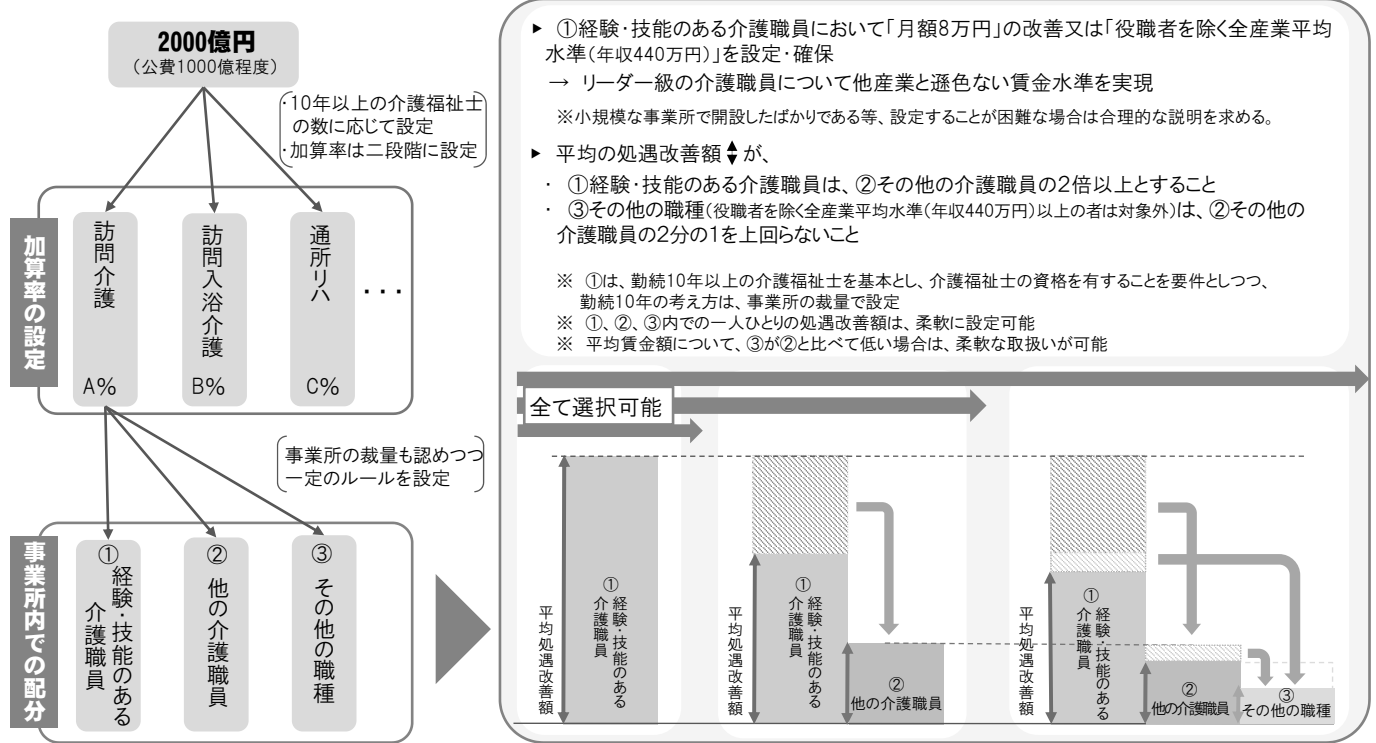 2000億円
（公費1000億程度）
・10年以上の介護福祉士
の数に応じて設定
・加算率は二段階に設定
加算率の設定
訪問介護
A%
訪問入浴介護
B%
通所リハ
C%
・・・
事業所の裁量も認めつつ
一定のルールを設定
事業所内での配分
①
経験・技能のある
介護職員
②
他の介護職員
③
その他の職種
▶ ①経験・技能のある介護職員において「月額8万円」の改善又は「役職者を除く全産業平均
水準（年収440万円）」を設定・確保
→ リーダー級の介護職員について他産業と遜色ない賃金水準を実現
※小規模な事業所で開設したばかりである等、設定することが困難な場合は合理的な説明を求める。
▶ 平均の処遇改善額 が、
・ ①経験・技能のある介護職員は、②その他の介護職員の2倍以上とすること
・ ③その他の職種（役職者を除く全産業平均水準（年収440万円）以上の者は対象外）は、②その他の
介護職員の2分の1を上回らないこと
※ ①は、勤続10年以上の介護福祉士を基本とし、介護福祉士の資格を有することを要件としつつ、
勤続10年の考え方は、事業所の裁量で設定
※ ①、②、③内での一人ひとりの処遇改善額は、柔軟に設定可能
※ 平均賃金額について、③が②と比べて低い場合は、柔軟な取扱いが可能
全て選択可能
平均処遇改善額
①
経験・技能のある
介護職員
平均処遇改善額
①
経験・技能のある
介護職員
②
他の介護職員
平均処遇改善額
①
経験・技能のある
介護職員
②
他の介護職員
③
その他の職種